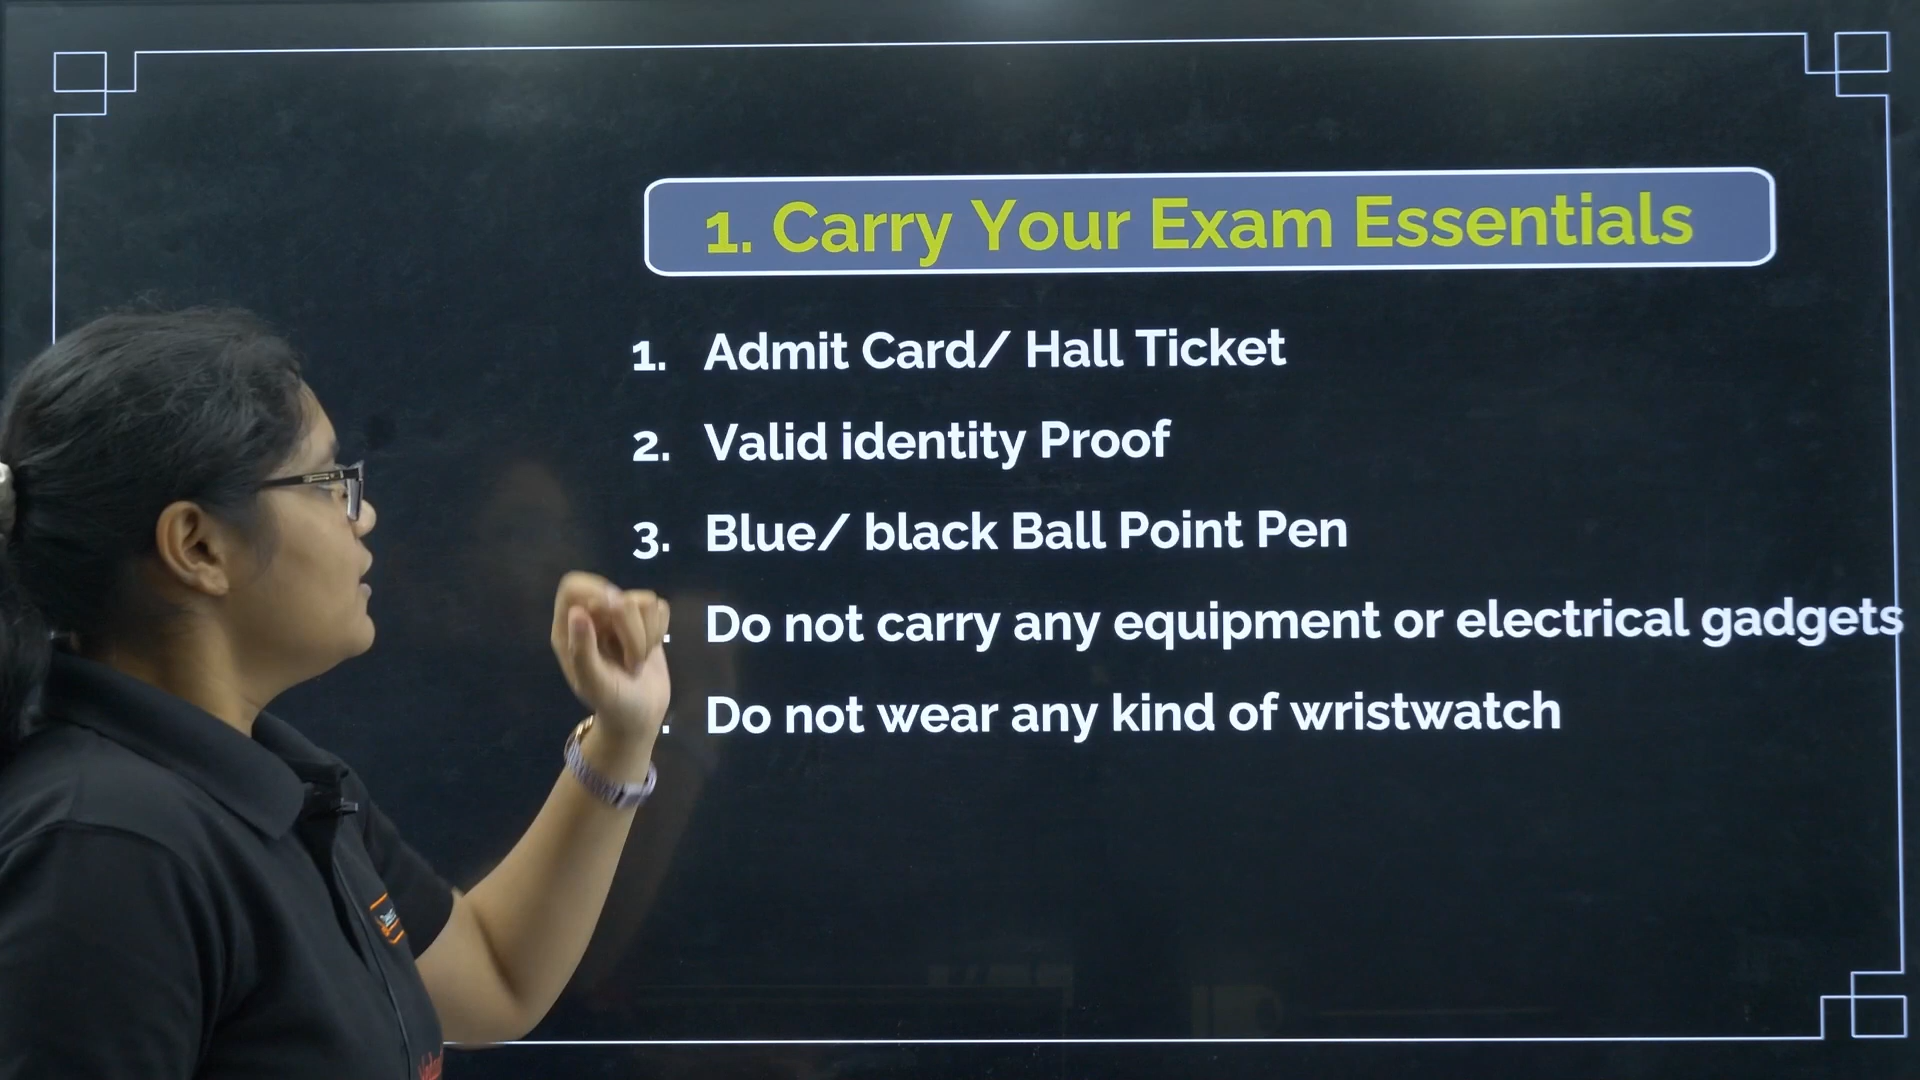 1. Carry Your Exam Essentials
1. Admit Card/ Hall Ticket
2. Valid identity Proof
3. Blue/ black Ball Point Pen
. Do not carry any equipment or electrical gadgets
. Do not wear any kind of wristwatch